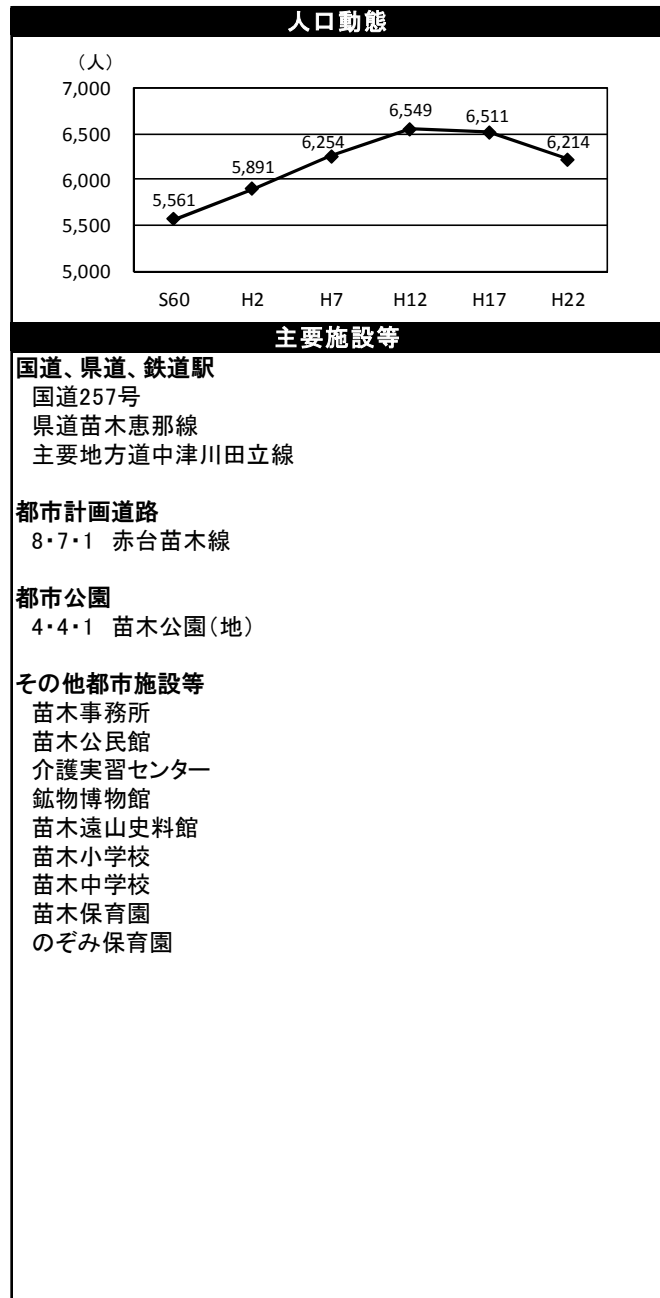 人口動態
（人）
7,000
6,500
6,000
5,500
5,000
5,561
5,891
6,254
6,549
6,511
6,214
S60 H2 H7 H12 H17 H22
主要施設等
国道、県道、鉄道駅
国道257号
県道苗木恵那線
主要地方道中津川田立線
都市計画道路
8・7・1 赤台苗木線
都市公園
4・4・1 苗木公園（地）
その他都市施設等
苗木事務所
苗木公民館
介護実習センター
鉱物博物館
苗木遠山史料館
苗木小学校
苗木中学校
苗木保育園
のぞみ保育園